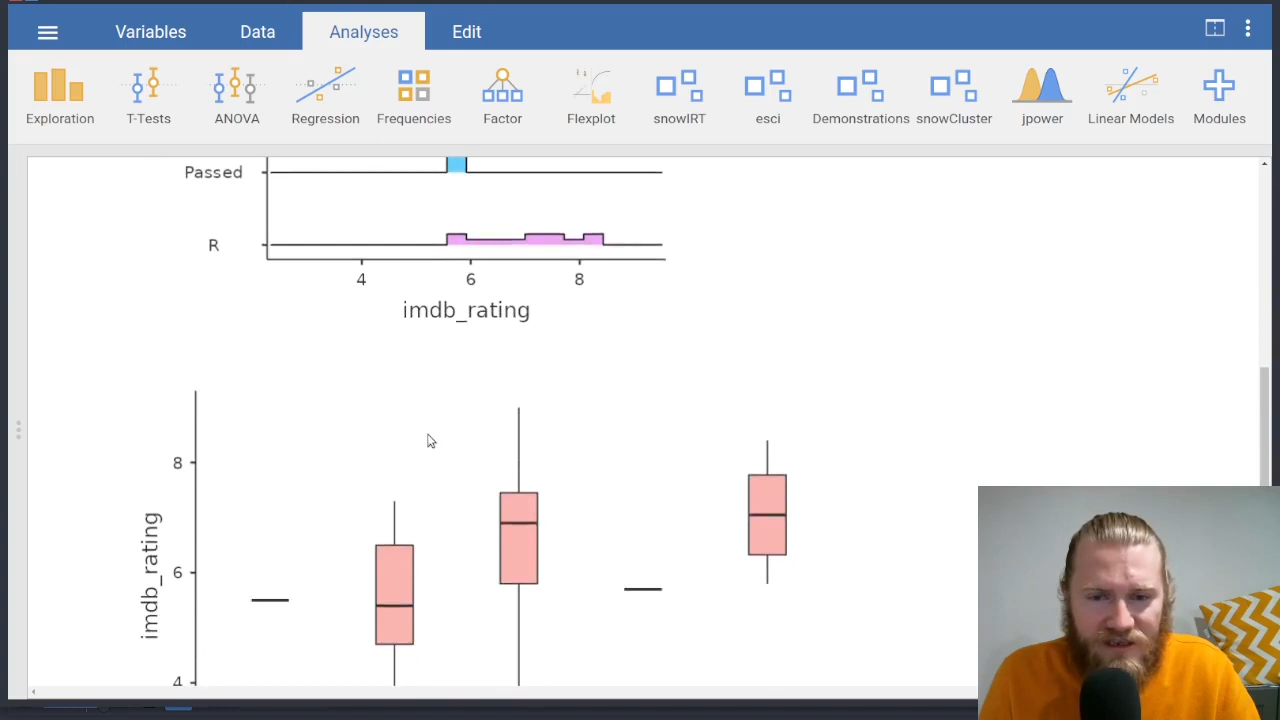 Variables Data Analyses Edit
Exploration T-Tests ANOVA Regression Frequencies Factor Flexplot snowIRT esci Demonstrations snowCluster jpower Linear Models Modules
Passed
R
4 6 8
imdb_rating
8
imdb_rating
6
4